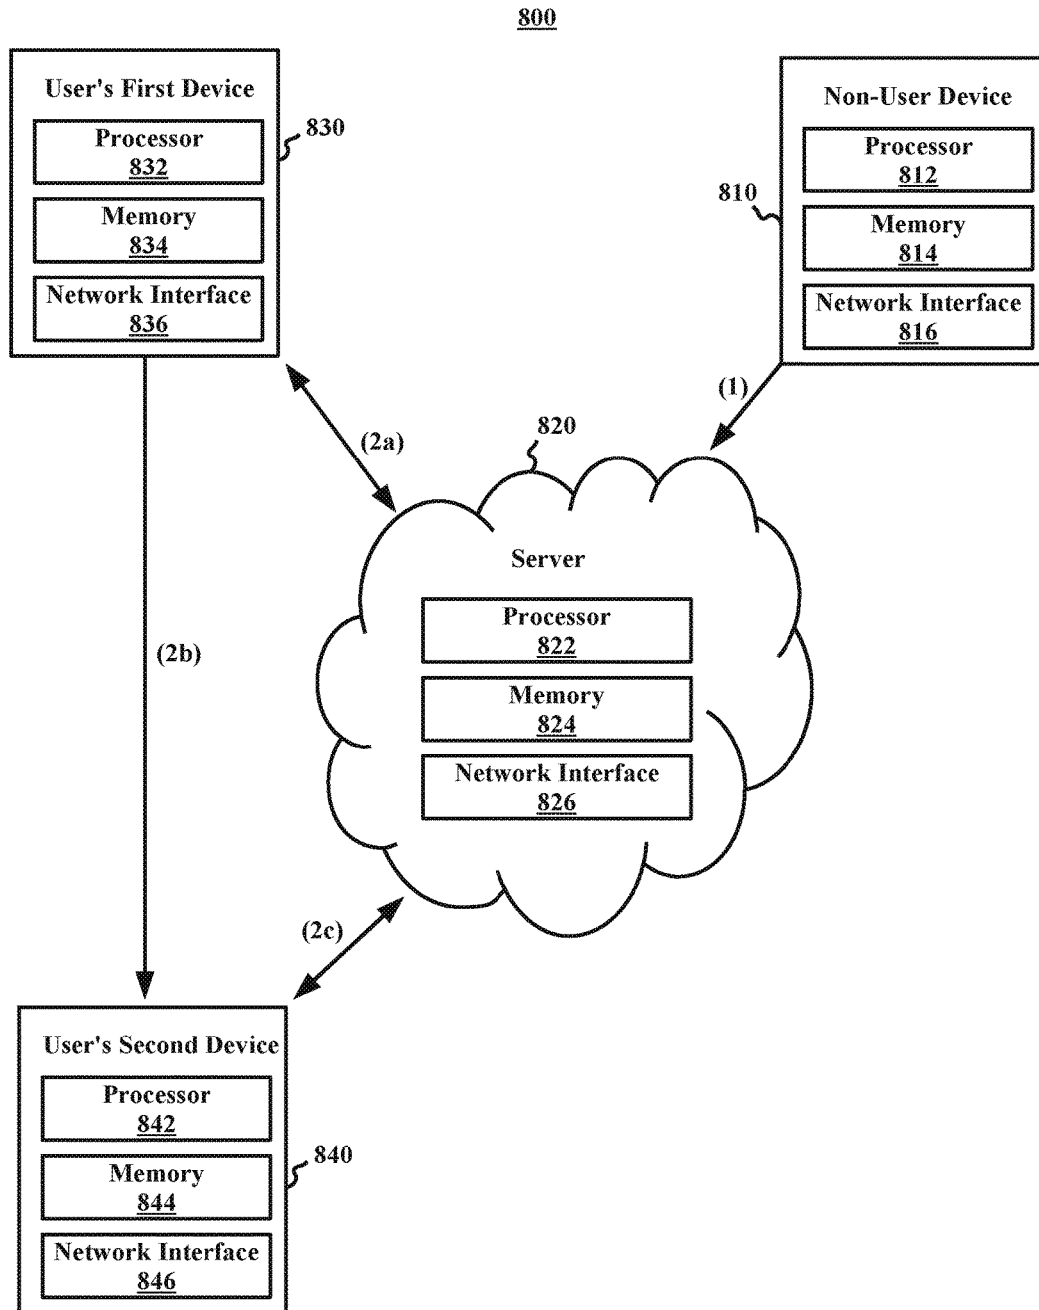 800
User's First Device
Processor
832
Memory
834
Network Interface
836
830
Non-User Device
Processor
812
Memory
814
Network Interface
816
810
(1)
(2a)
820
Server
Processor
822
Memory
824
Network Interface
826
(2b)
(2c)
User's Second Device
Processor
842
Memory
844
Network Interface
846
840